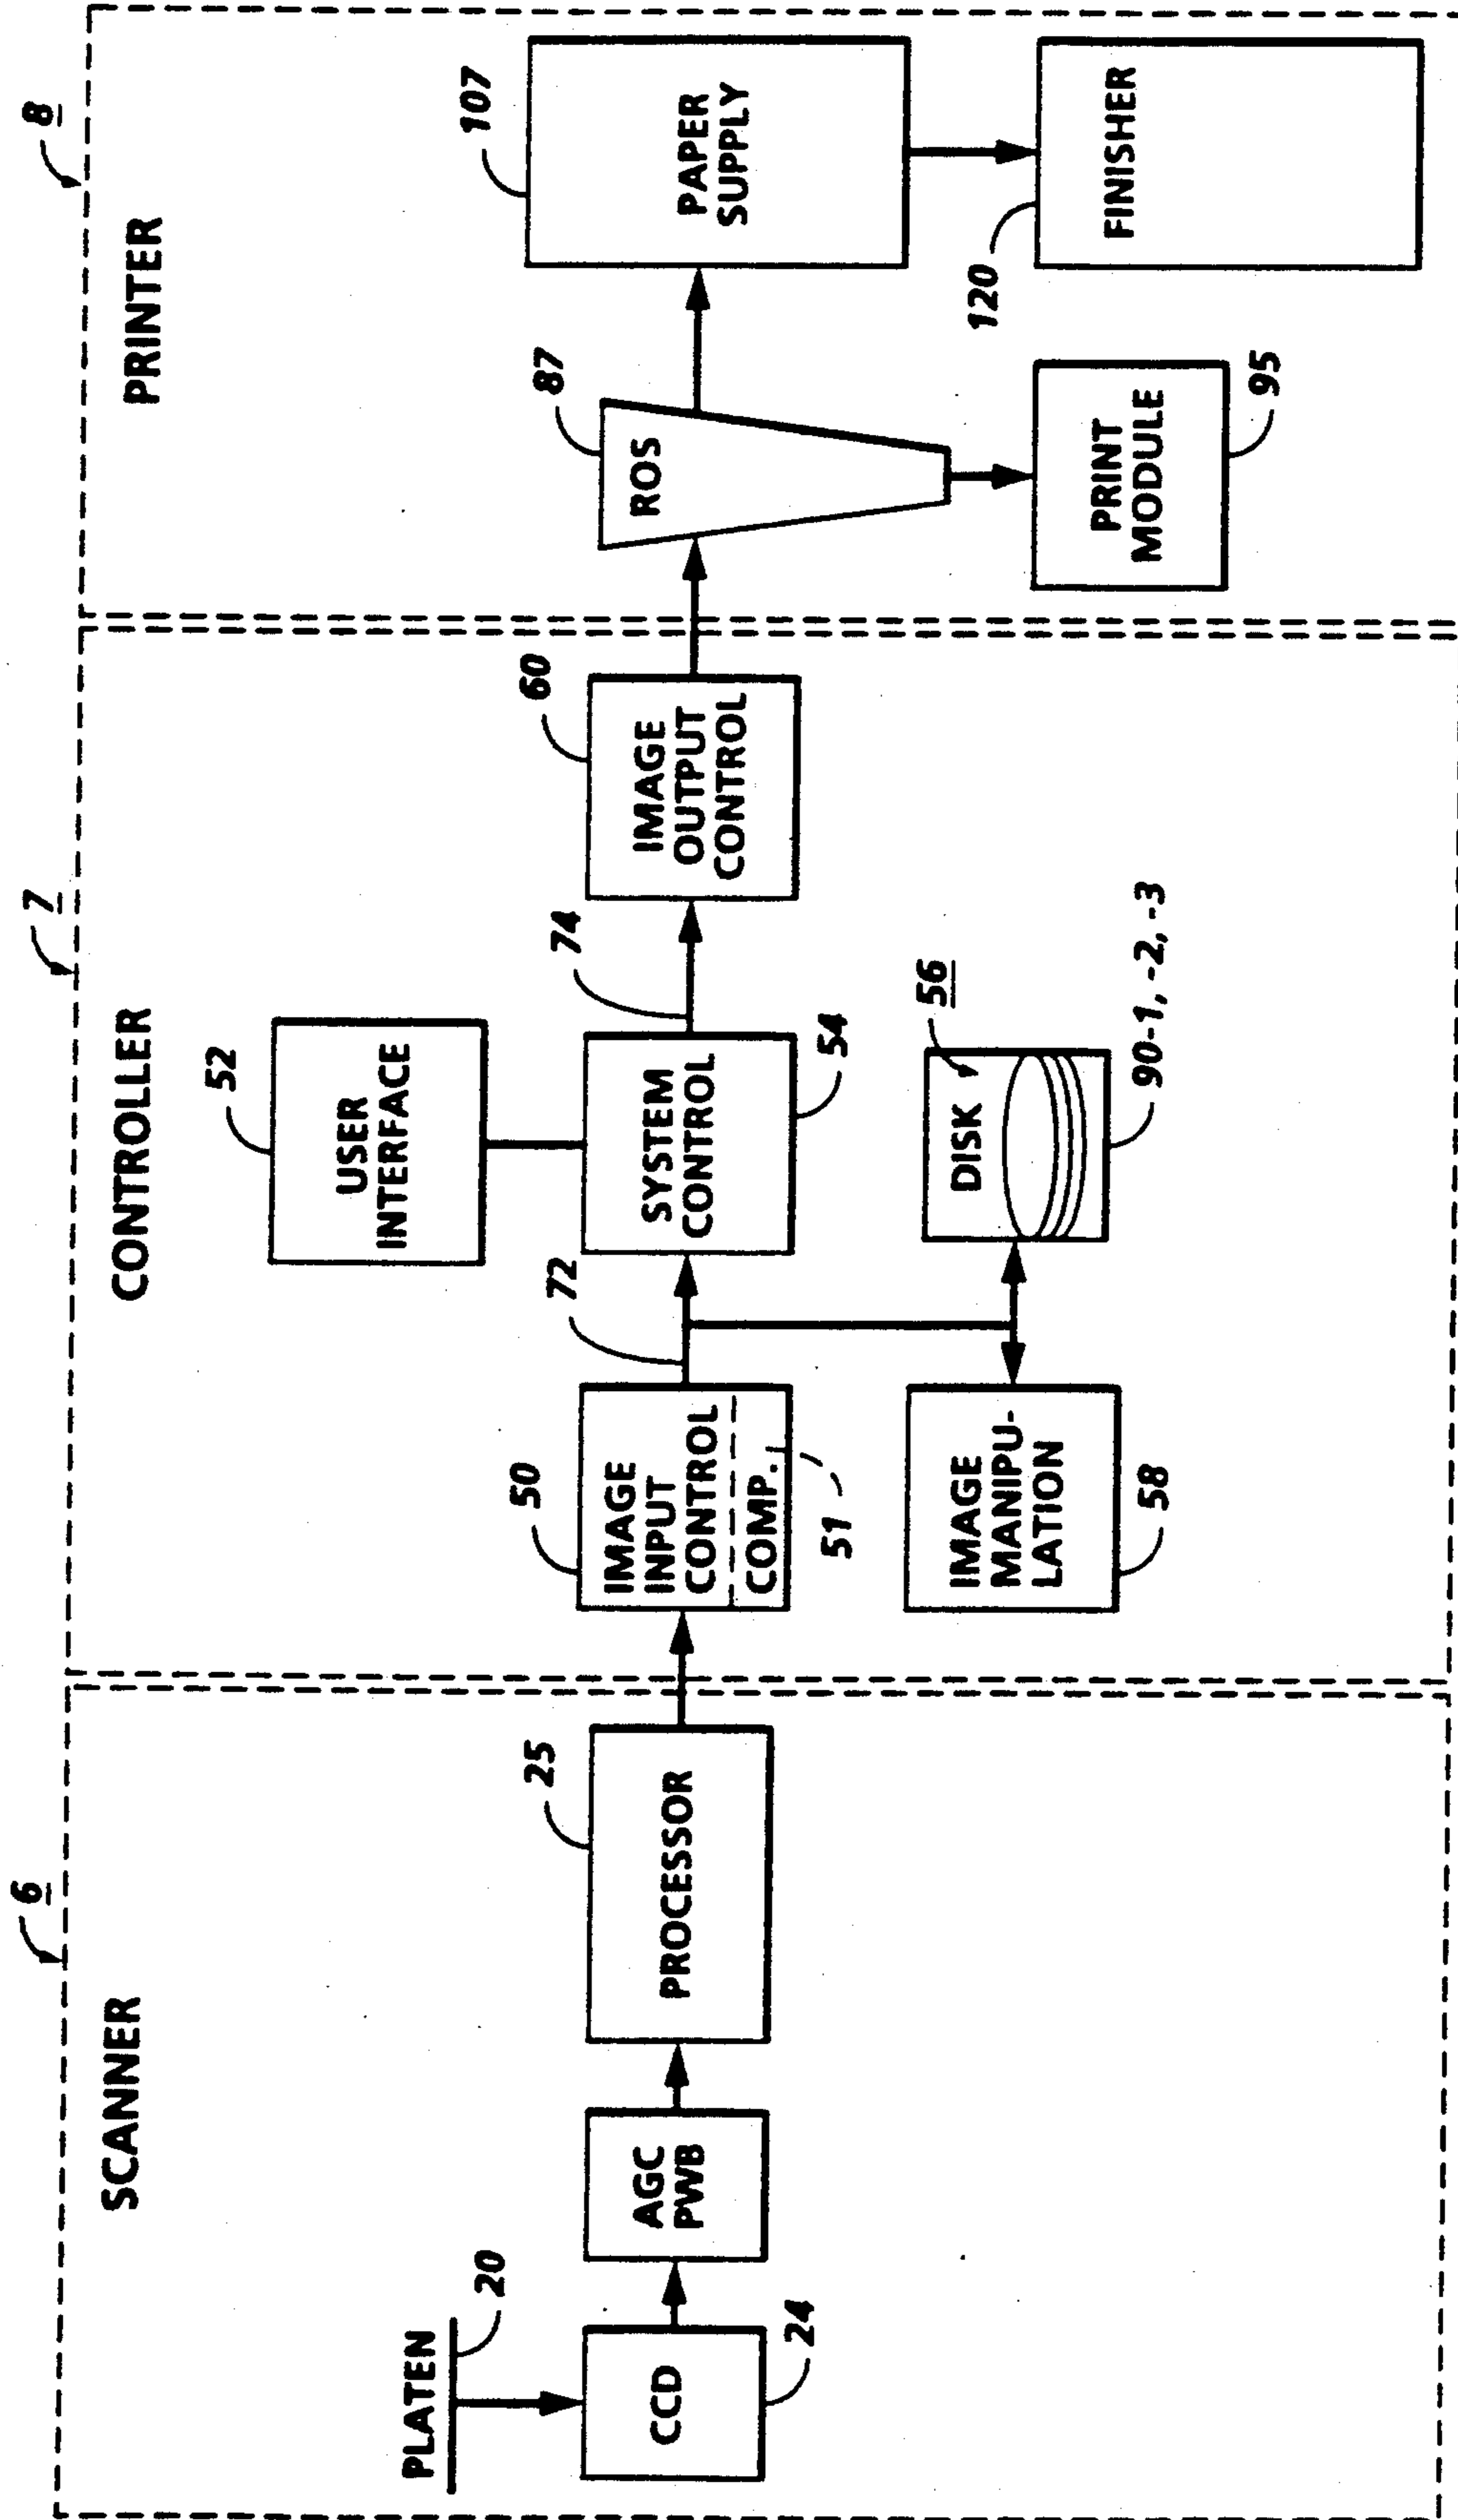 6
SCANNER
PLATEN
20
CCD
24
AGC
PWB
PROCESSOR
25
7
CONTROLLER
52
USER
INTERFACE
50
IMAGE
INPUT
CONTROL
COMP.
51
72
SYSTEM
CONTROL
54
74
IMAGE
OUTPUT
CONTROL
60
IMAGE
MANIPU-
LATION
58
DISK
56
90-1, -2, -3
8
PRINTER
87
ROS
107
PAPER
SUPPLY
PRINT
MODULE
95
120
FINISHER